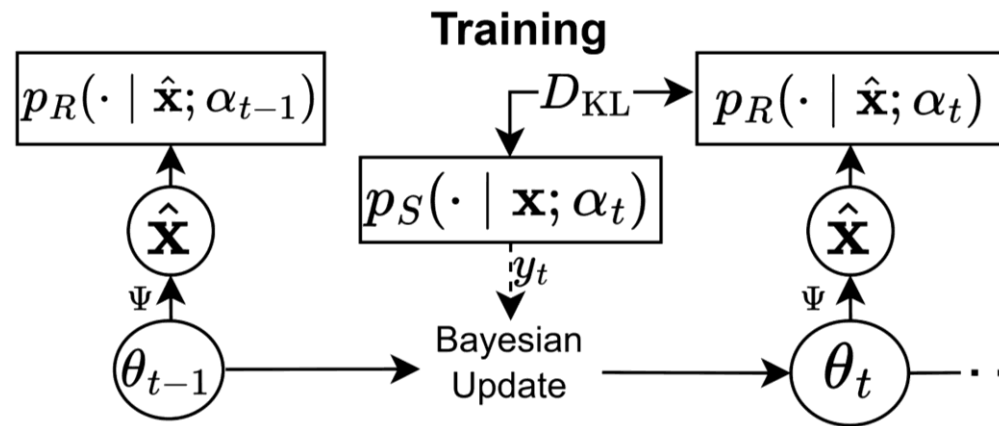 Training
p_R(· | x̂; α_{t−1})
D_KL
p_R(· | x̂; α_t)
p_S(· | x; α_t)
x̂
x̂
y_t
Ψ
Ψ
Bayesian
Update
θ_{t−1}
θ_t